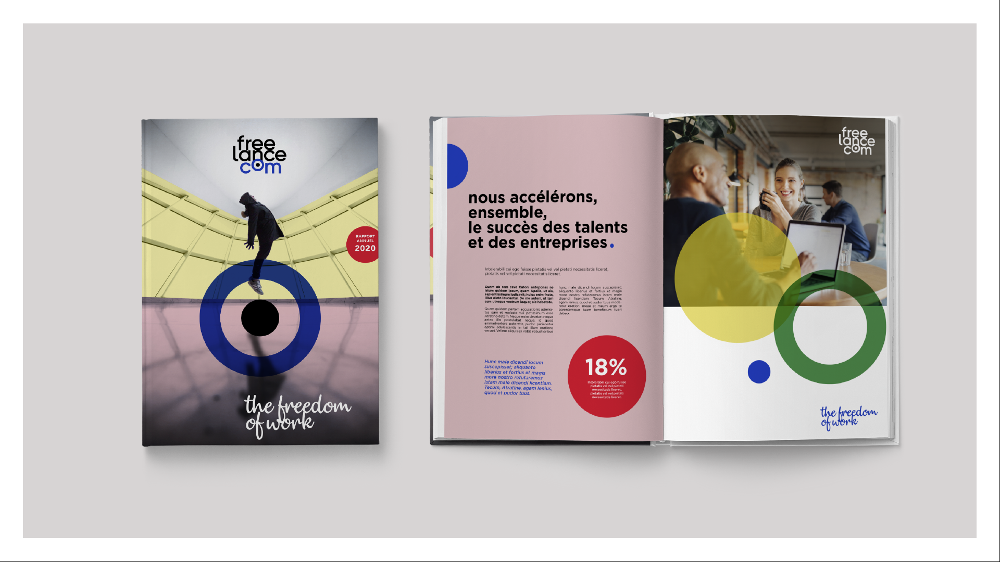 free
lance
com
RAPPORT
ANNUEL
2020
the freedom
of work
nous accélérons,
ensemble,
le succès des talents
et des entreprises.
Intolerabili cui ego fuisse pietatis vel vel pietati necessitatis liceret,
pietatis vel vel pietati necessitatis liceret.
Quam ob rem cave Catoni anteponas ne
istum quidem ipsum, quem Apollo, ut ais,
sapientissimum iudicavit; huius enim facta,
illius dicta laudantur. De me autem, ut iam
cum utroque vestrum loquar, sic habetote.
Quam quidem partem accusationis admira-
tus sum et moleste tuli potissimum esse
Atratino datam. Neque enim decebat neque
aetas illa postulabat neque, id quod
animadvertere poteratis, pudor patiebatur
optimi adulescentis in tali illum oratione
versari. Vellem aliquis ex vobis robustioribus
hunc male dicendi locum suscepisset;
aliquanto liberius et fortius et magis
more nostro refutaremus istam male
dicendi licentiam. Tecum, Atratine,
agam lenius, quod et pudor tuus mode-
ratur orationi meae et meum erga te
parentemque tuum beneficium tueri
debeo.
Hunc male dicendi locum
suscepisset; aliquanto
liberius et fortius et magis
more nostro refutaremus
istam male dicendi licentiam.
Tecum, Atratine, agam lenius,
quod et pudor tuus.
18%
Intolerabili cui ego fuisse
pietatis vel vel pietati
necessitatis liceret,
pietatis vel vel pietati
necessitatis liceret.
free
lance
com
the freedom
of work